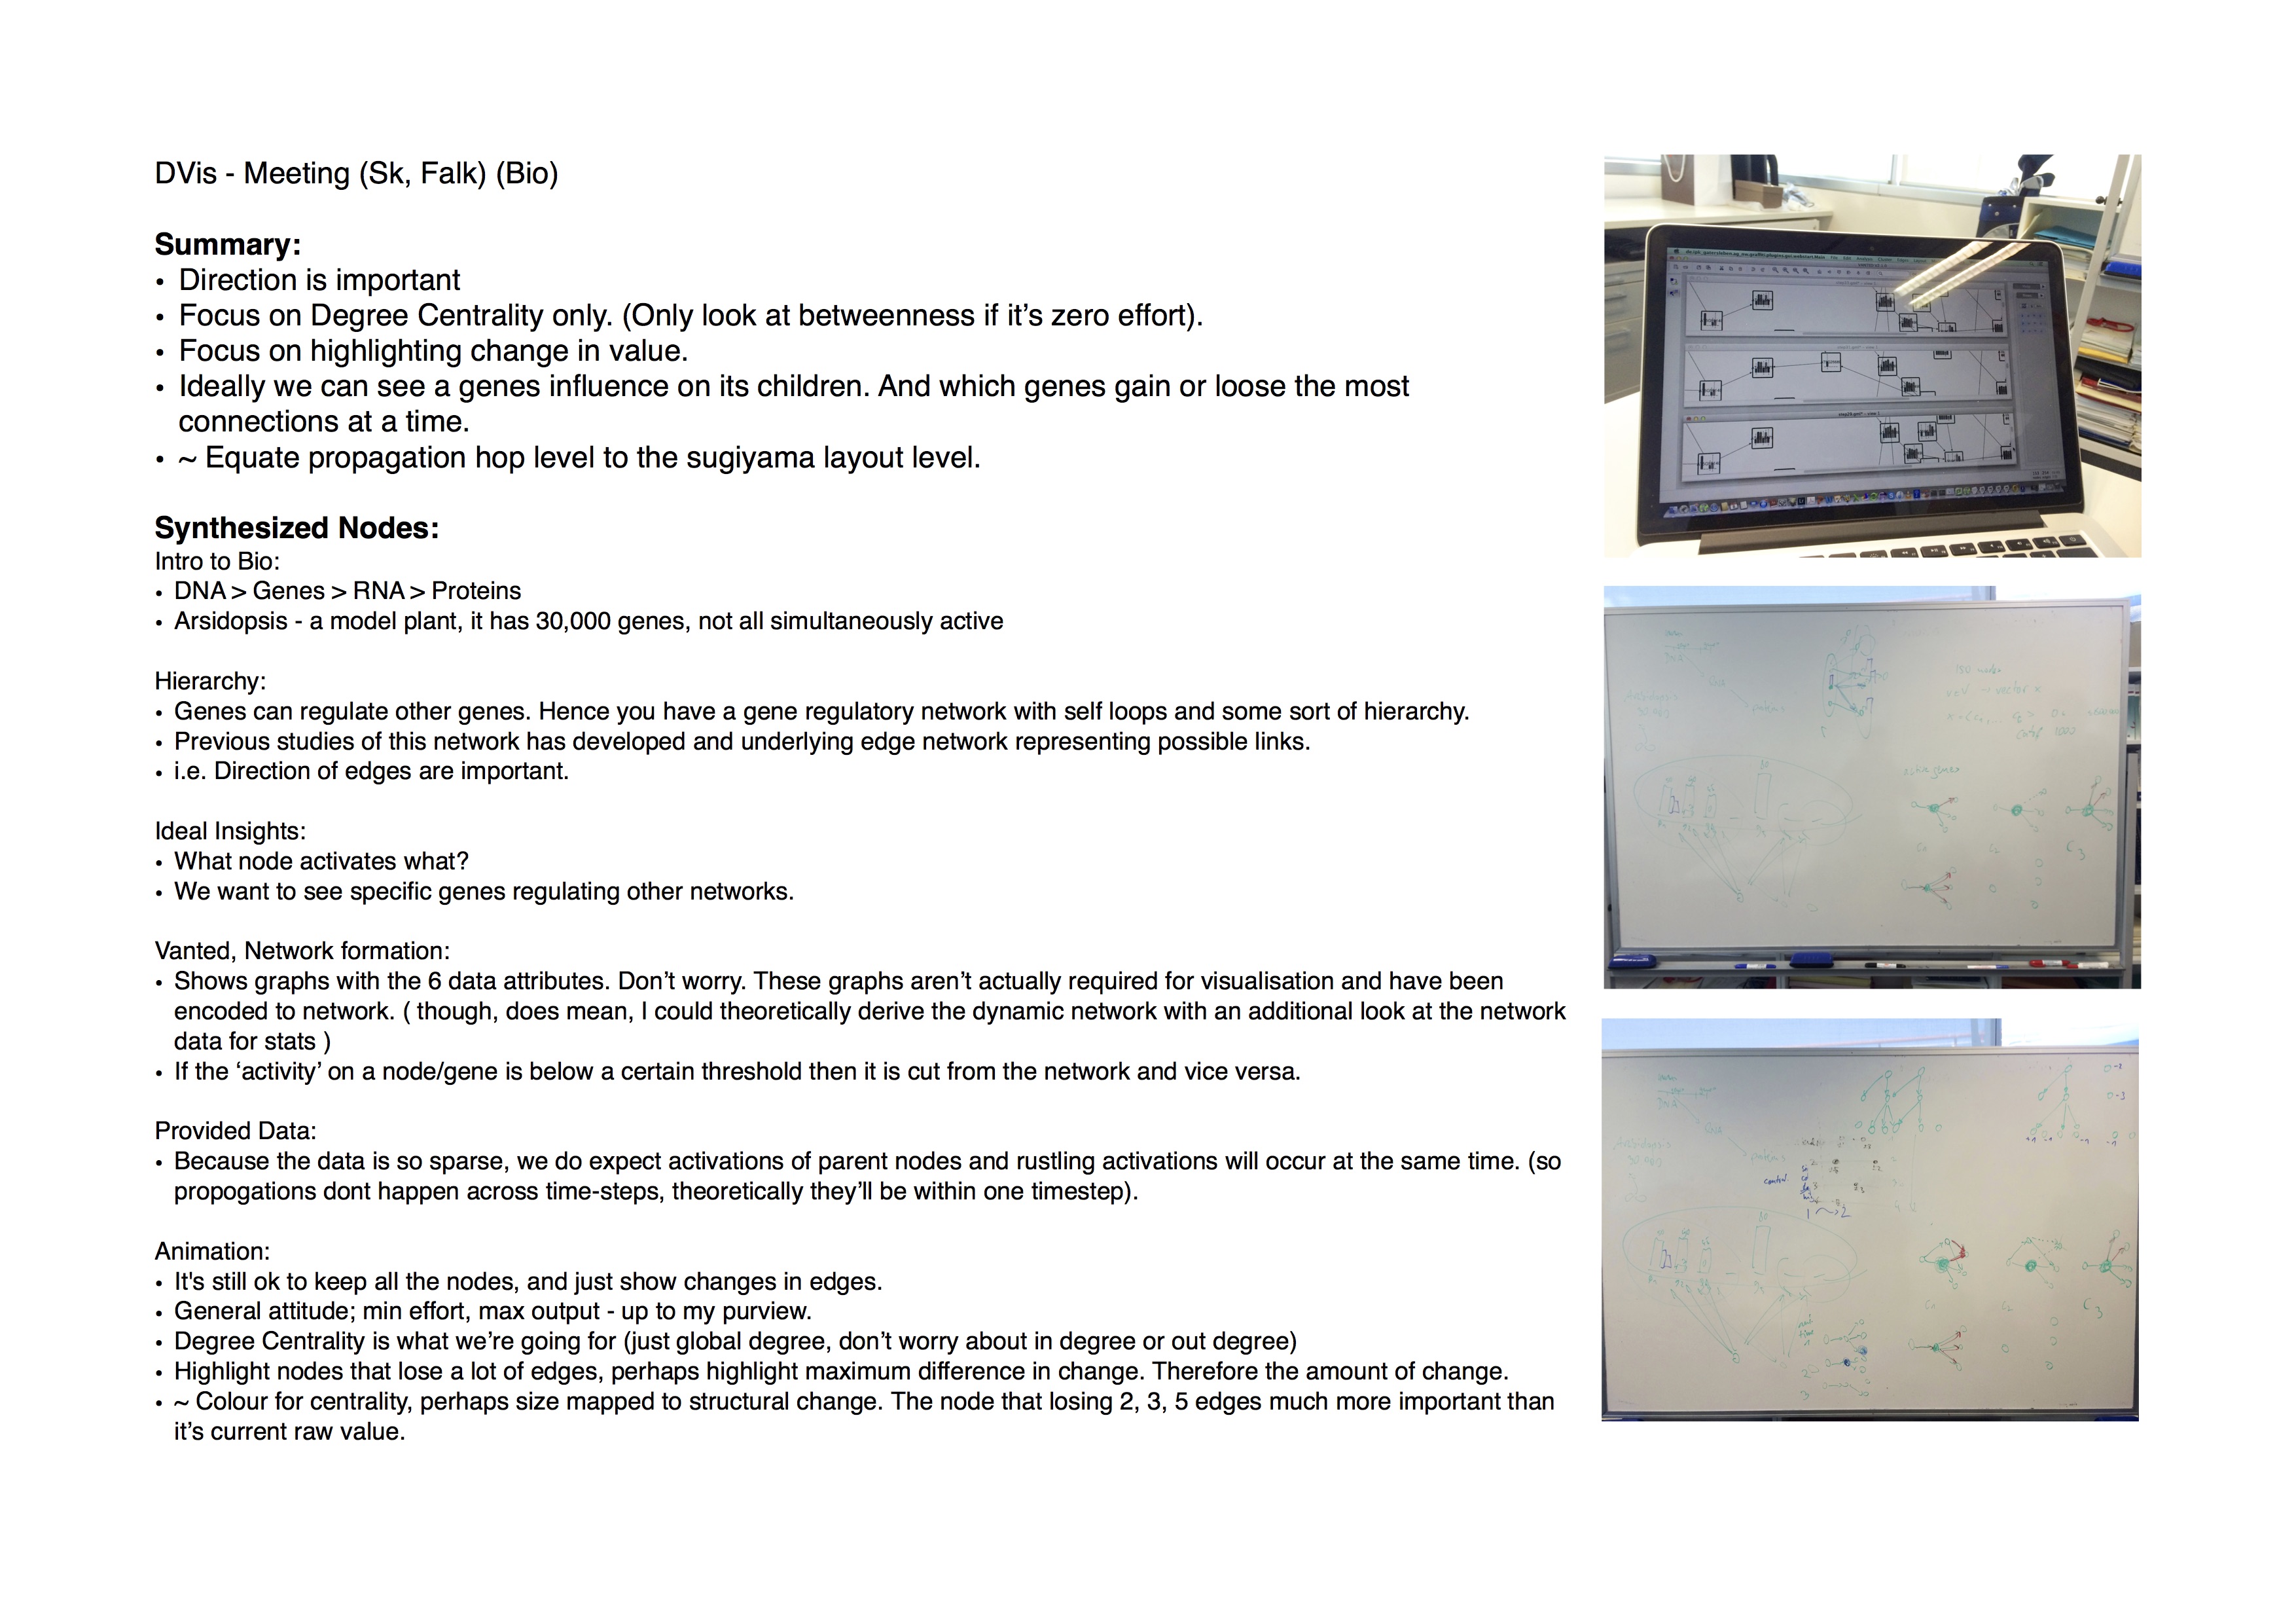 DVis - Meeting (Sk, Falk) (Bio)
Summary:
• Direction is important
• Focus on Degree Centrality only. (Only look at betweenness if it’s zero effort).
• Focus on highlighting change in value.
• Ideally we can see a genes influence on its children. And which genes gain or loose the most
connections at a time.
• ~ Equate propagation hop level to the sugiyama layout level.
Synthesized Nodes:
Intro to Bio:
• DNA > Genes > RNA > Proteins
• Arsidopsis - a model plant, it has 30,000 genes, not all simultaneously active
Hierarchy:
• Genes can regulate other genes. Hence you have a gene regulatory network with self loops and some sort of hierarchy.
• Previous studies of this network has developed and underlying edge network representing possible links.
• i.e. Direction of edges are important.
Ideal Insights:
• What node activates what?
• We want to see specific genes regulating other networks.
Vanted, Network formation:
• Shows graphs with the 6 data attributes. Don’t worry. These graphs aren’t actually required for visualisation and have been
encoded to network. ( though, does mean, I could theoretically derive the dynamic network with an additional look at the network
data for stats )
• If the ‘activity’ on a node/gene is below a certain threshold then it is cut from the network and vice versa.
Provided Data:
• Because the data is so sparse, we do expect activations of parent nodes and rustling activations will occur at the same time. (so
propogations dont happen across time-steps, theoretically they’ll be within one timestep).
Animation:
• It's still ok to keep all the nodes, and just show changes in edges.
• General attitude; min effort, max output - up to my purview.
• Degree Centrality is what we’re going for (just global degree, don’t worry about in degree or out degree)
• Highlight nodes that lose a lot of edges, perhaps highlight maximum difference in change. Therefore the amount of change.
• ~ Colour for centrality, perhaps size mapped to structural change. The node that losing 2, 3, 5 edges much more important than
it’s current raw value.
DNA
proteins
vector x
active genes
C3
DNA
proteins
C3